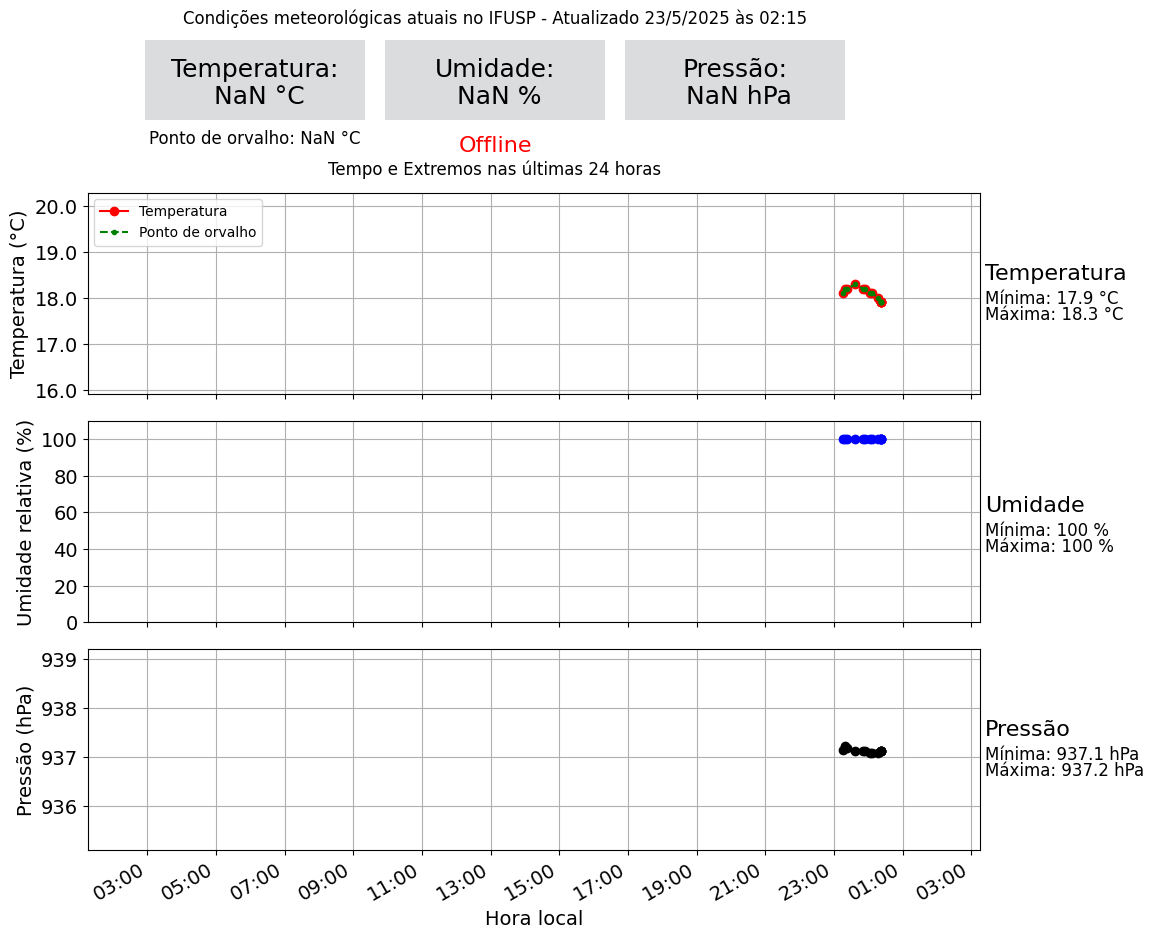 Condições meteorológicas atuais no IFUSP - Atualizado 23/5/2025 às 02:15
Temperatura:
NaN °C
Umidade:
NaN %
Pressão:
NaN hPa
Ponto de orvalho: NaN °C
Offline
Tempo e Extremos nas últimas 24 horas
Temperatura (°C)
20.0
19.0
18.0
17.0
16.0
Temperatura
Ponto de orvalho
Temperatura
Mínima: 17.9 °C
Máxima: 18.3 °C
Umidade relativa (%)
100
80
60
40
20
0
Umidade
Mínima: 100 %
Máxima: 100 %
Pressão (hPa)
939
938
937
936
Pressão
Mínima: 937.1 hPa
Máxima: 937.2 hPa
03:00 05:00 07:00 09:00 11:00 13:00 15:00 17:00 19:00 21:00 23:00 01:00 03:00
Hora local